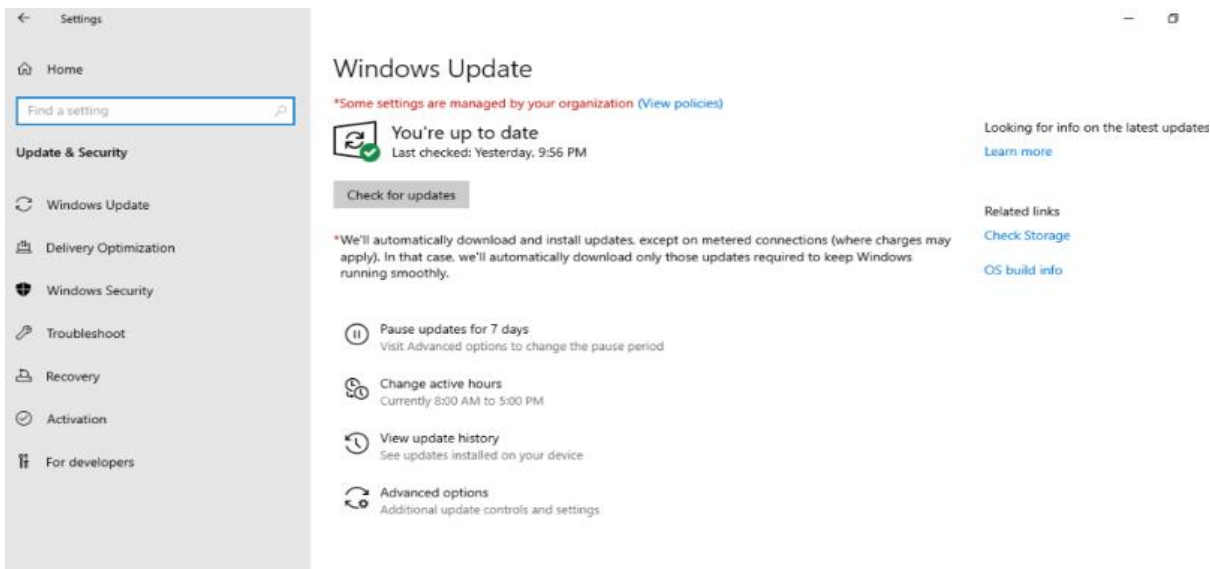 Settings
Home
Find a setting
Update & Security
Windows Update
Delivery Optimization
Windows Security
Troubleshoot
Recovery
Activation
For developers
Windows Update
*Some settings are managed by your organization (View policies)
You're up to date
Last checked: Yesterday, 9:56 PM
Check for updates
*We'll automatically download and install updates, except on metered connections (where charges may
apply). In that case, we'll automatically download only those updates required to keep Windows
running smoothly.
Pause updates for 7 days
Visit Advanced options to change the pause period
Change active hours
Currently 8:00 AM to 5:00 PM
View update history
See updates installed on your device
Advanced options
Additional update controls and settings
Looking for info on the latest updates
Learn more
Related links
Check Storage
OS build info